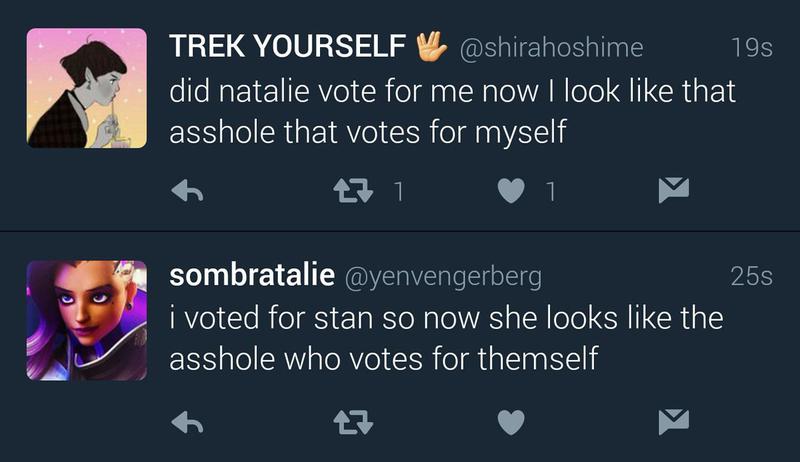 TREK YOURSELF 🖖 @shirahoshime 19s
did natalie vote for me now I look like that
asshole that votes for myself
1 1
sombratalie @yenvengerberg 25s
i voted for stan so now she looks like the
asshole who votes for themself